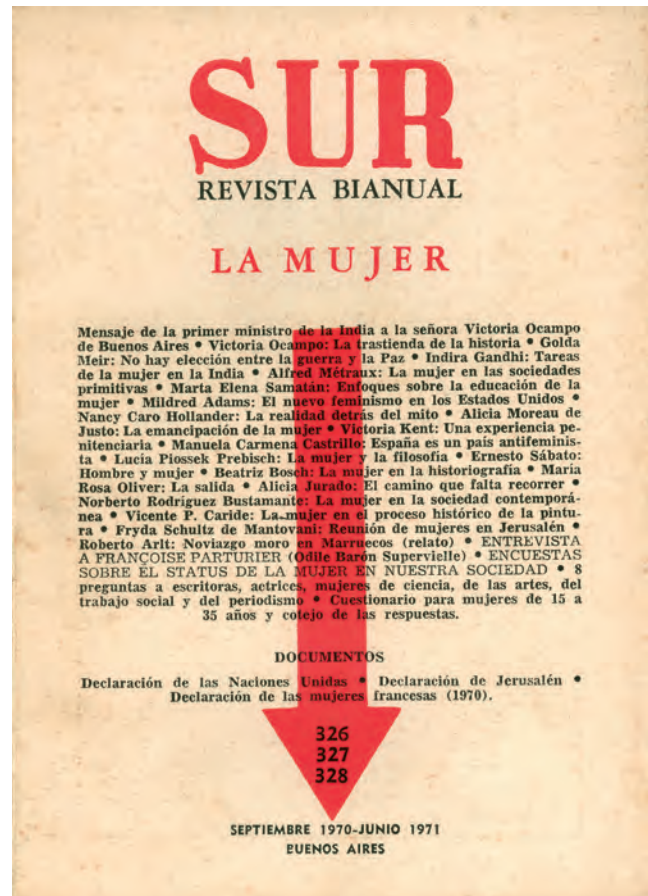 SUR
REVISTA BIANUAL
LA MUJER
Mensaje de la primer ministro de la India a la señora Victoria Ocampo
de Buenos Aires • Victoria Ocampo: La trastienda de la historia • Golda
Meir: No hay elección entre la guerra y la Paz • Indira Gandhi: Tareas
de la mujer en la India • Alfred Métraux: La mujer en las sociedades
primitivas • Marta Elena Samatán: Enfoques sobre la educación de la
mujer • Mildred Adams: El nuevo feminismo en los Estados Unidos •
Nancy Caro Hollander: La realidad detrás del mito • Alicia Moreau de
Justo: La emancipación de la mujer • Victoria Kent: Una experiencia pe-
nitenciaria • Manuela Carmena Castrillo: España es un país antifeminis-
ta • Lucía Piossek Prebisch: La mujer y la filosofía • Ernesto Sábato:
Hombre y mujer • Beatriz Bosch: La mujer en la historiografía • María
Rosa Oliver: La salida • Alicia Jurado: El camino que falta recorrer •
Norberto Rodríguez Bustamante: La mujer en la sociedad contemporá-
nea • Vicente P. Caride: La mujer en el proceso histórico de la pintu-
ra • Fryda Schultz de Mantovani: Reunión de mujeres en Jerusalén •
Roberto Arlt: Noviazgo moro en Marruecos (relato) • ENTREVISTA
A FRANÇOISE PARTURIER (Odile Barón Supervielle) • ENCUESTAS
SOBRE EL STATUS DE LA MUJER EN NUESTRA SOCIEDAD • 8
preguntas a escritoras, actrices, mujeres de ciencia, de las artes, del
trabajo social y del periodismo • Cuestionario para mujeres de 15 a
35 años y cotejo de las respuestas.
DOCUMENTOS
Declaración de las Naciones Unidas • Declaración de Jerusalén •
Declaración de las mujeres francesas (1970).
326
327
328
SEPTIEMBRE 1970-JUNIO 1971
BUENOS AIRES